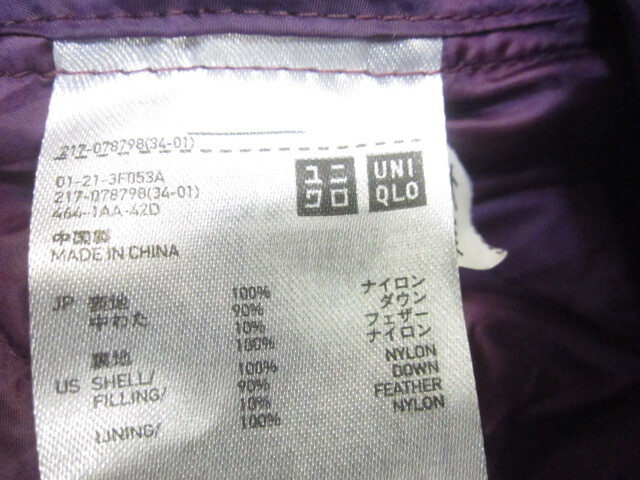 217-078798(34-01)
01-21-3F053A
217-078798(34-01)
464-1AA-42D
ユニ
クロ
UNI
QLO
中国製
MADE IN CHINA
JP 表地 100% ナイロン
中わた 90% ダウン
10% フェザー
裏地 100% ナイロン
US SHELL/ 100% NYLON
FILLING/ 90% DOWN
10% FEATHER
LINING/ 100% NYLON